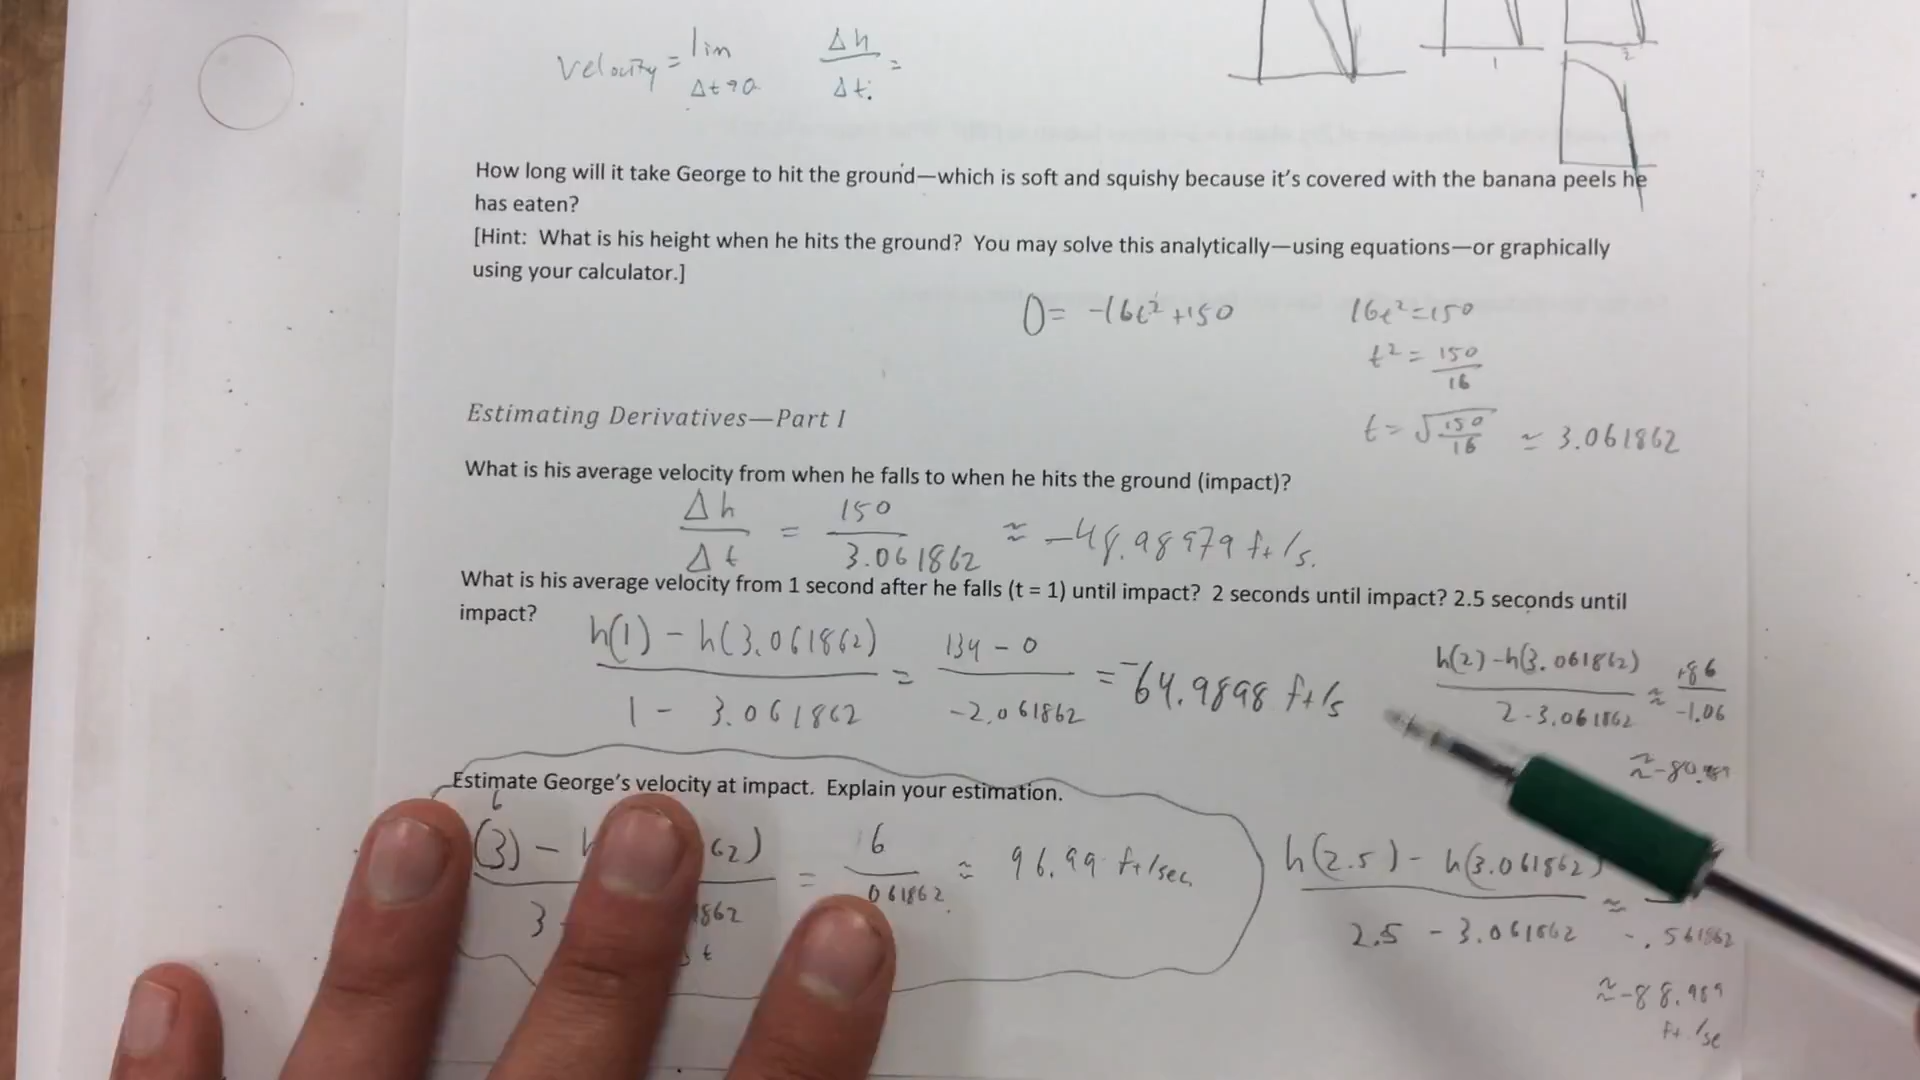 Velocity = lim Δh =
Δt→0 Δt
1
2
How long will it take George to hit the ground—which is soft and squishy because it's covered with the banana peels he
has eaten?
[Hint: What is his height when he hits the ground? You may solve this analytically—using equations—or graphically
using your calculator.]
0 = -16t² + 150
16t² = 150
t² = 150/16
t = √150/16 ≃ 3.061862
Estimating Derivatives—Part I
What is his average velocity from when he falls to when he hits the ground (impact)?
Δh/Δt = 150/3.061862 ≈ -48.98979 ft/s.
What is his average velocity from 1 second after he falls (t = 1) until impact? 2 seconds until impact? 2.5 seconds until
impact?
h(1) - h(3.061862) / 1 - 3.061862 = 134 - 0 / -2.061862 = -64.9898 ft/s
h(2) - h(3.061862) / 2 - 3.061862 ≈ +86 / -1.06
≈ -80.989
Estimate George's velocity at impact. Explain your estimation.
6
(3) - 62) / 3 1862 = 6 / 061862 ≈ 96.99 ft/sec
t
h(2.5) - h(3.061862) / 2.5 - 3.061862 ≈ -.561862
≈ -88.989
ft/se